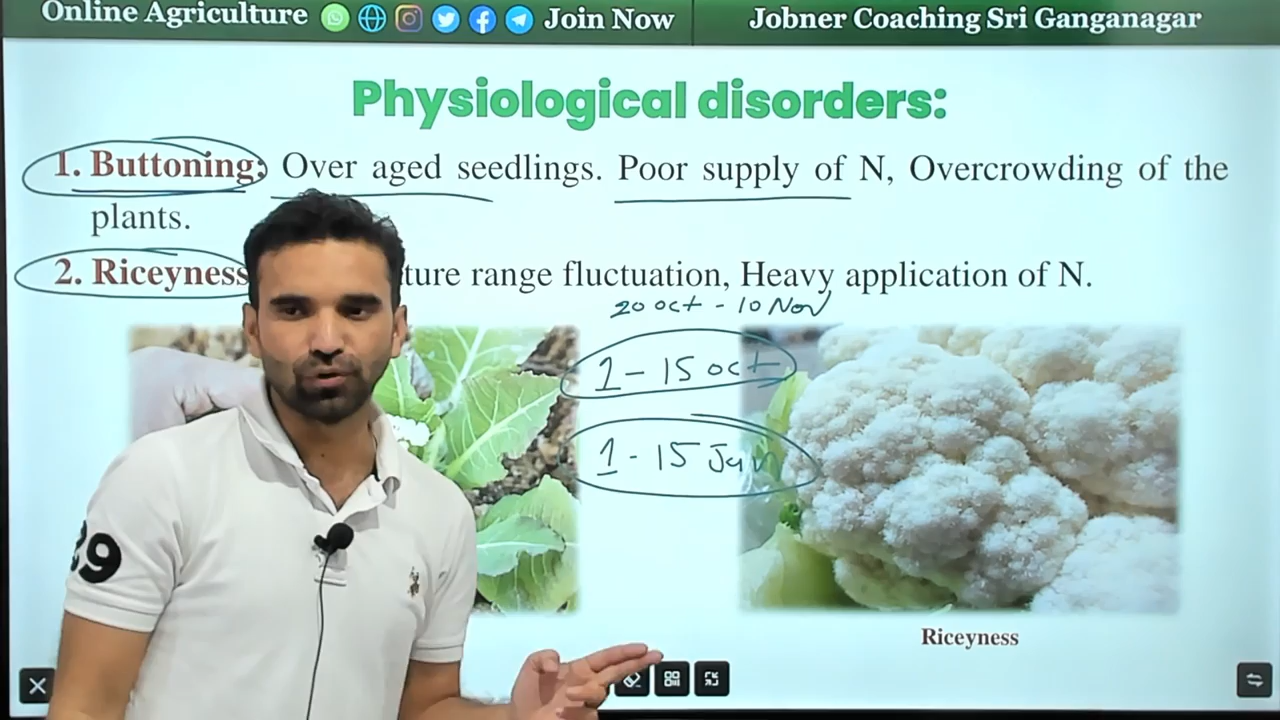 Online Agriculture Join Now Jobner Coaching Sri Ganganagar
Physiological disorders:
1. Buttoning: Over aged seedlings. Poor supply of N, Overcrowding of the
plants.
2. Riceyness ture range fluctuation, Heavy application of N.
20 oct - 10 Nov
1 - 15 oct
1 - 15 Jan
Riceyness
29